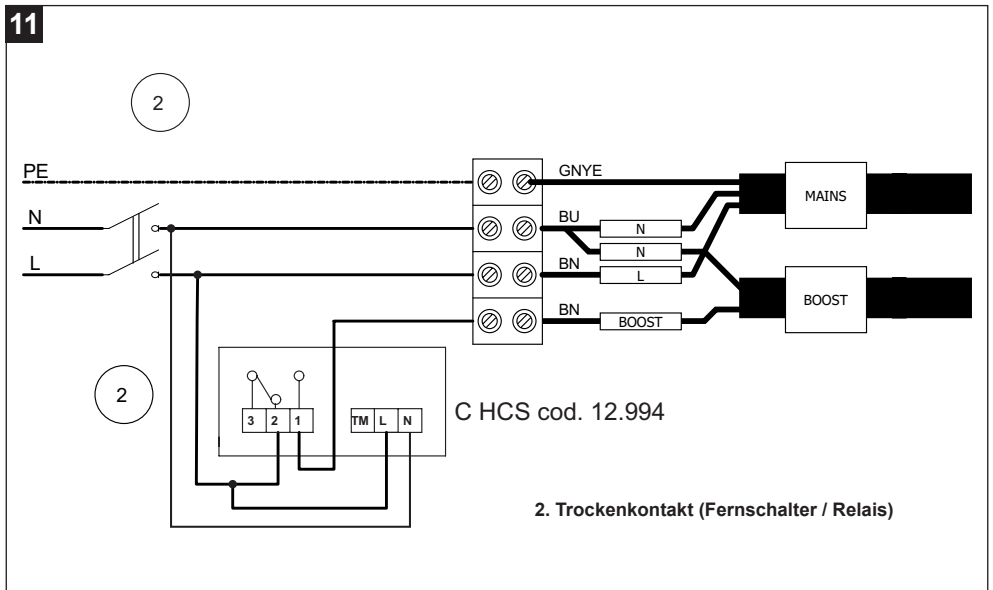 11
2
PE
GNYE
MAINS
N
BU
N
N
L
BN
L
BOOST
BN
BOOST
2
3 2 1
TM L N
C HCS cod. 12.994
2. Trockenkontakt (Fernschalter / Relais)